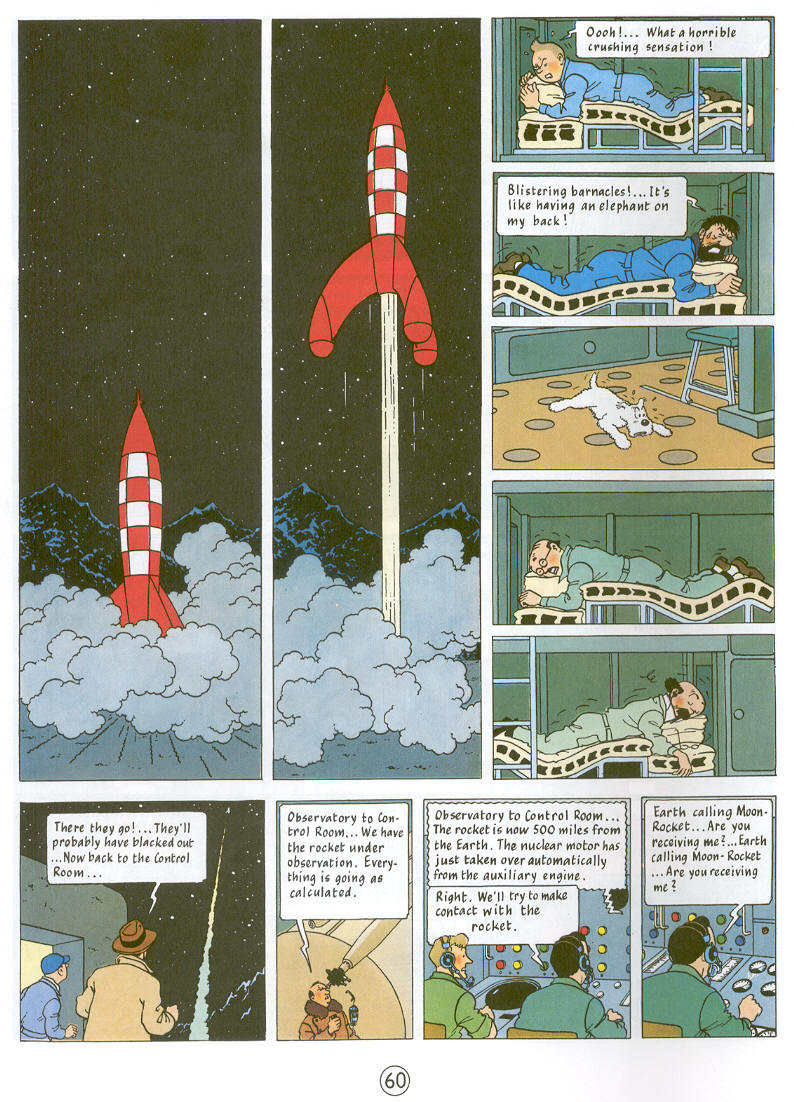 Oooh!... What a horrible
crushing sensation!
Blistering barnacles!... It's
like having an elephant on
my back!
There they go!... They'll
probably have blacked out
...Now back to the Control
Room...
Observatory to Con-
trol Room... We have
the rocket under
observation. Every-
thing is going as
calculated.
Observatory to Control Room...
The rocket is now 500 miles from
the Earth. The nuclear motor has
just taken over automatically
from the auxiliary engine.
Right. We'll try to make
contact with the
rocket.
Earth calling Moon-
Rocket... Are you
receiving me?...Earth
calling Moon-Rocket
...Are you receiving
me?
60